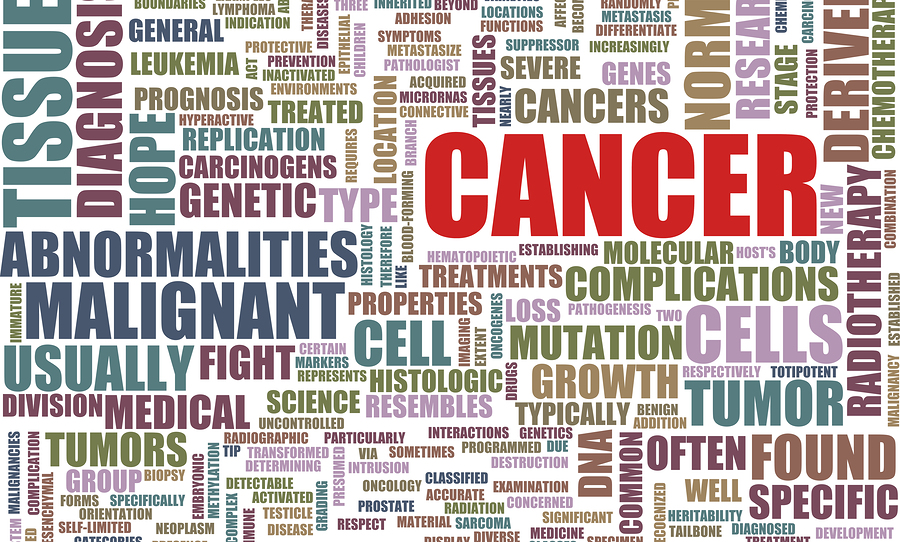 BOUNDARIES
LYMPHOMA
INDICATION
THREE
INHERITED
BEYOND
ADHESION
LOCATIONS
FUNCTIONS
RANDOMLY
METASTASIS
DIFFERENTIATE
NORM
RESEAR
STAGE
PROTECTION
DERIVE
CHEMOTHERAP
TISSUE
DIAGNOSIS
GENERAL
DISEASES
EPITHELIAL
CHILDREN
PROTECTIVE
SYMPTOMS
METASTASIZE
PATHOLOGIST
TISSUES
SUPPRESSOR
INCREASINGLY
LEUKEMIA
ACT
PREVENTION
INACTIVATED
ENVIRONMENTS
ACQUIRED
MICRORNAS
CONNECTIVE
SEVERE
GENES
NEARLY
CANCERS
PROGNOSIS
HYPERACTIVE
TREATED
LOCATION
BRANCH
HOPE
REPLICATION
REQUIRES
CARCINOGENS
GENETIC
TYPE
BLOOD-FORMING
CANCER
NEW
RADIOTHERAPY
COMBINATION
ABNORMALITIES
HISTOLOGY
THEREFORE
LIKE
HEMATOPOIETIC
ESTABLISHING
MOLECULAR
HOST'S
BODY
TREATMENTS
COMPLICATIONS
IMMATURE
MALIGNANT
PROPERTIES
LOSS
PATHOGENESIS
TWO
CELLS
ESTABLISHED
CELL
IMAGING
EXTENT
ONCOGENES
MUTATION
USUALLY
FIGHT
CERTAIN
MARKERS
REPRESENTS
HISTOLOGIC
DRUGS
GROWTH
RESPECTIVELY
TOTIPOTENT
MALIGNANCY
DIVISION
MEDICAL
SCIENCE
RESEMBLES
UNCONTROLLED
TYPICALLY
BENIGN
ADDITION
TUMOR
MALIGNANCIES
COMPLICATION
TUMORS
RADIOGRAPHIC
PARTICULARLY
INTERACTIONS
GENETICS
DNA
COMMON
OFTEN
FOUND
TIP
TRANSFORMED
DETERMINING
VIA
SOMETIMES
PROGRAMMED
DUE
GROUP
BIOPSY
EMBRYONIC
METHYLATION
PRESUMED
INTRUSION
DESTRUCTION
FORMS
SPECIFICALLY
ORIENTATION
DETECTABLE
ACTIVATED
GRADING
ONCOLOGY
CLASSIFIED
ACCURATE
EXAMINATION
CONCERNED
WELL
SPECIFIC
SELF-LIMITED
NEOPLASM
COMPLEX
TESTICLE
DISEASE
PROSTATE
RESPECT
RADIATION
MATERIAL
SARCOMA
SIGNIFICANT
HERITABILITY
TAILBONE
DIAGNOSED
DEVELOPMENT
DIVERSE
MEDICINE